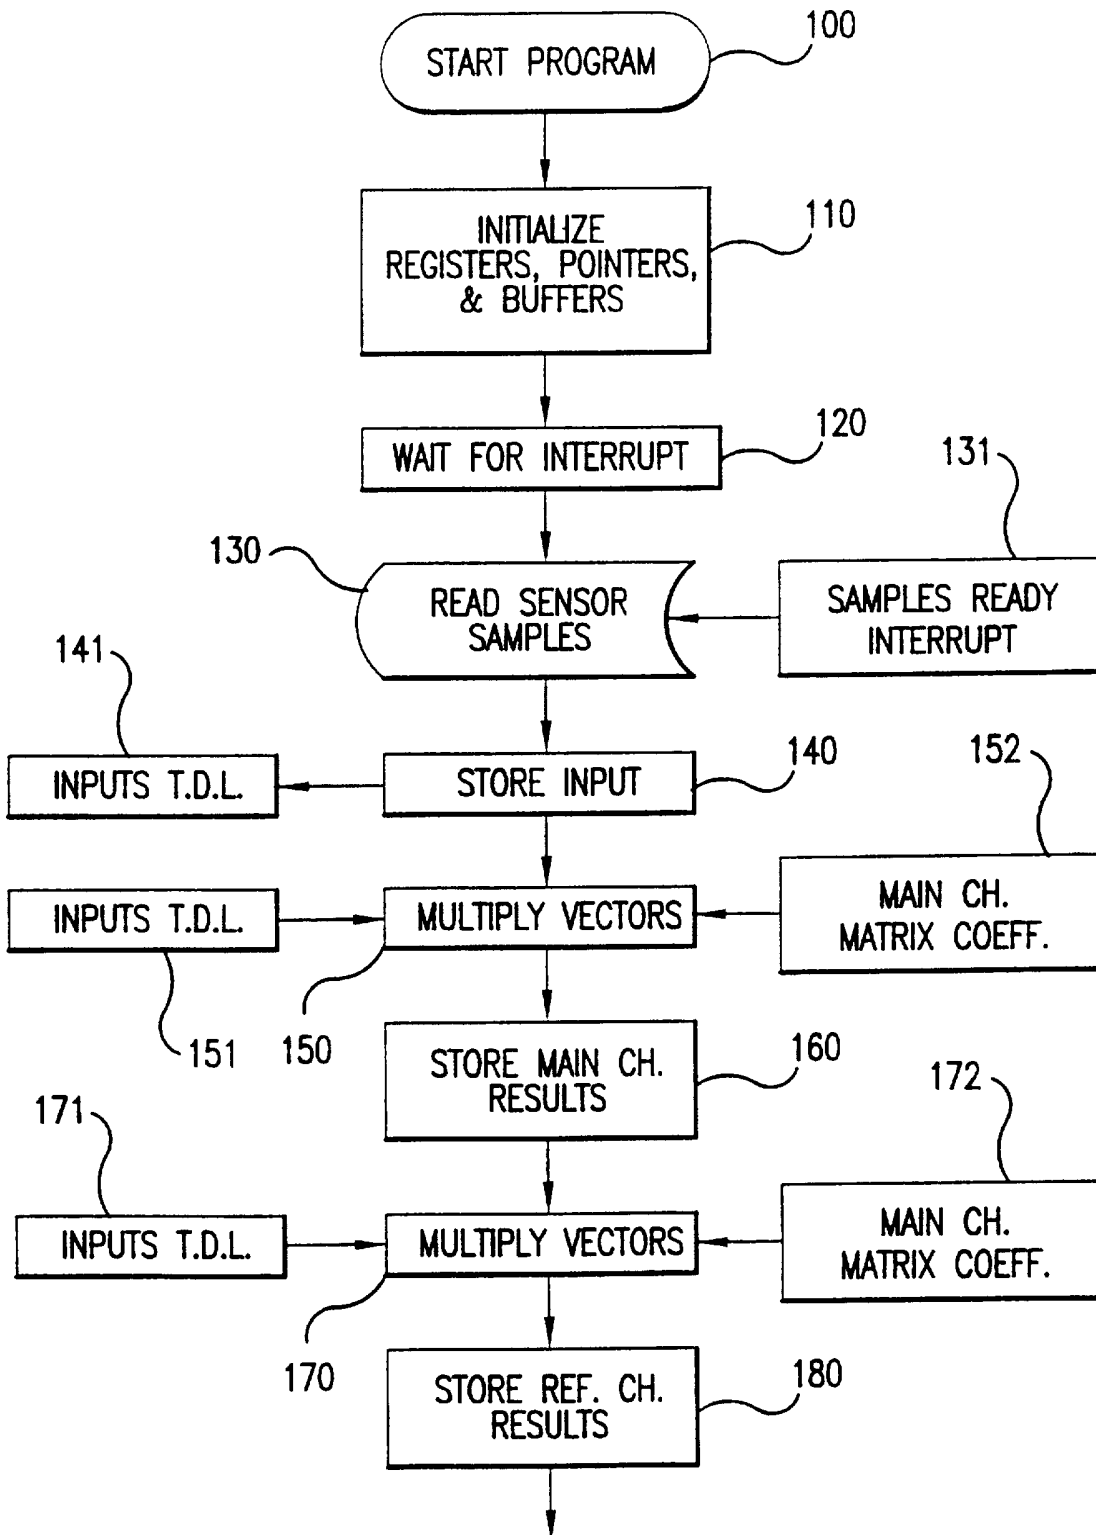 100
START PROGRAM
110
INITIALIZE
REGISTERS, POINTERS,
& BUFFERS
120
WAIT FOR INTERRUPT
131
130
READ SENSOR
SAMPLES
SAMPLES READY
INTERRUPT
141
140
152
INPUTS T.D.L.
STORE INPUT
INPUTS T.D.L.
MULTIPLY VECTORS
MAIN CH.
MATRIX COEFF.
151
150
160
STORE MAIN CH.
RESULTS
172
171
INPUTS T.D.L.
MULTIPLY VECTORS
MAIN CH.
MATRIX COEFF.
170
180
STORE REF. CH.
RESULTS